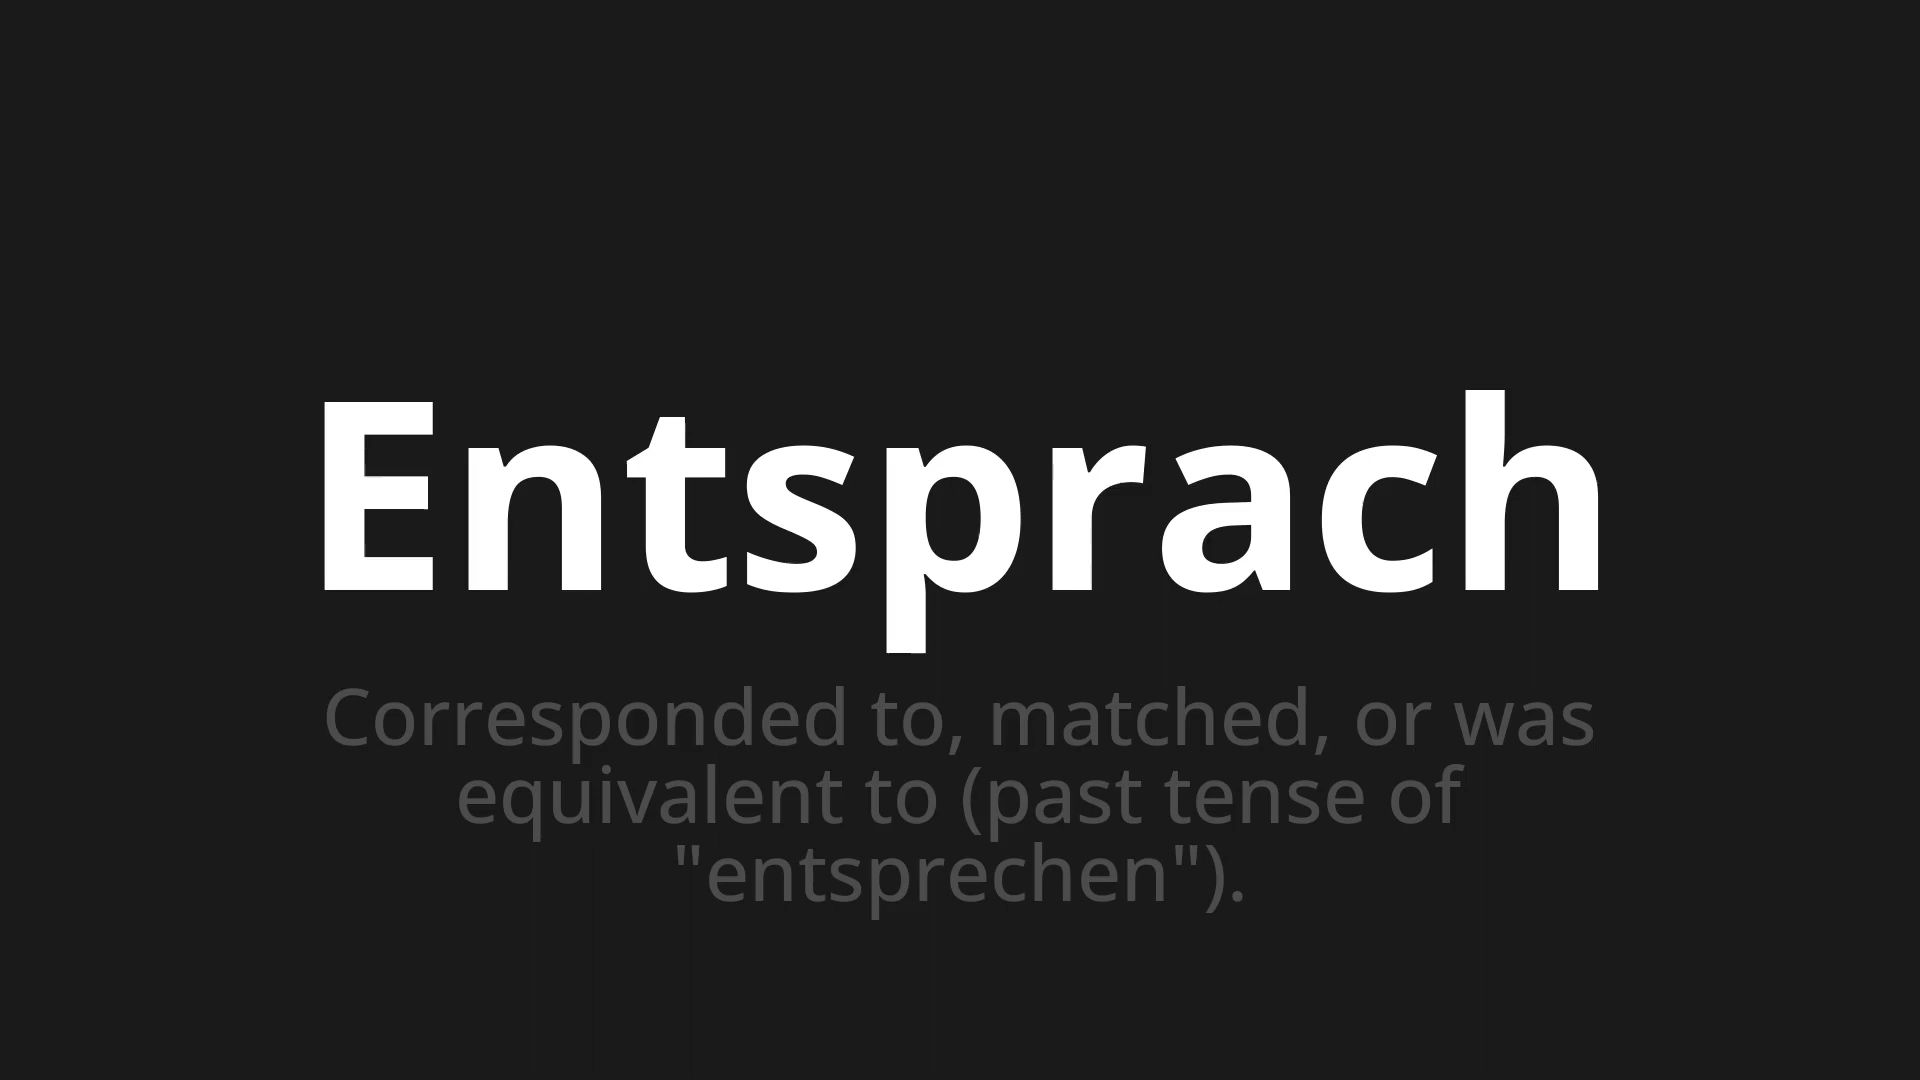 Entsprach
Corresponded to, matched, or was
equivalent to (past tense of
"entsprechen").